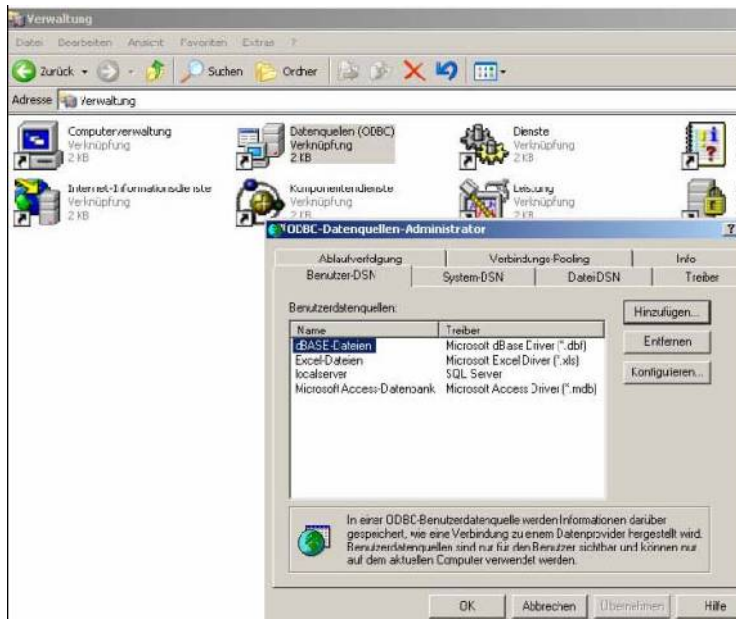 Verwaltung
Datei Bearbeiten Ansicht Favoriten Extras ?
Zurück Suchen Ordner
Adresse Verwaltung
Computerverwaltung
Verknüpfung
2 KB
Datenquellen (ODBC)
Verknüpfung
2 KB
Dienste
Verknüpfung
2 KB
Internet-Informationsdienste
Verknüpfung
2 KB
Komponentendienste
Verknüpfung
2 KB
Leistung
Verknüpfung
2 KB
ODBC-Datenquellen-Administrator
Ablaufverfolgung Verbindungs-Pooling Info
Benutzer-DSN System-DSN Datei-DSN Treiber
Benutzerdatenquellen:
Name Treiber
dBASE-Dateien Microsoft dBase Driver (*.dbf)
Excel-Dateien Microsoft Excel Driver (*.xls)
localserver SQL Server
Microsoft Access-Datenbank Microsoft Access Driver (*.mdb)
Hinzufügen...
Entfernen
Konfigurieren...
In einer ODBC-Benutzerdatenquelle werden Informationen darüber
gespeichert, wie eine Verbindung zu einem Datenprovider hergestellt wird.
Benutzerdatenquellen sind nur für den Benutzer sichtbar und können nur
auf dem aktuellen Computer verwendet werden.
OK Abbrechen Übernehmen Hilfe